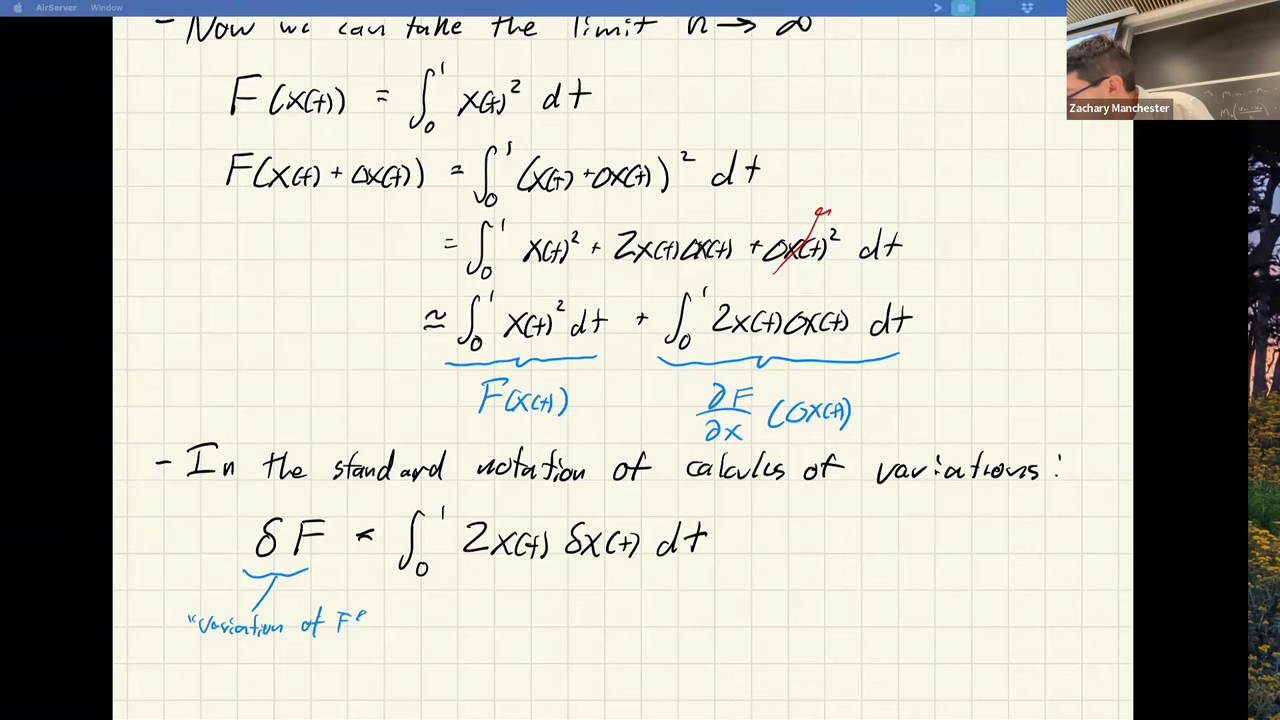 AirServer Window
- Now we can take the limit n → ∞
F(x(t)) = ∫₀¹ x(t)² dt
F(x(t) + Δx(t)) = ∫₀¹ (x(t) + Δx(t))² dt
= ∫₀¹ x(t)² + 2x(t)Δx(t) + Δx(t)² dt
≃ ∫₀¹ x(t)² dt + ∫₀¹ 2x(t)Δx(t) dt
F(x(t)) ∂F/∂x (Δx(t))
- In the standard notation of calculus of variations:
δF = ∫₀¹ 2x(t) δx(t) dt
"Variation of F"
Zachary Manchester